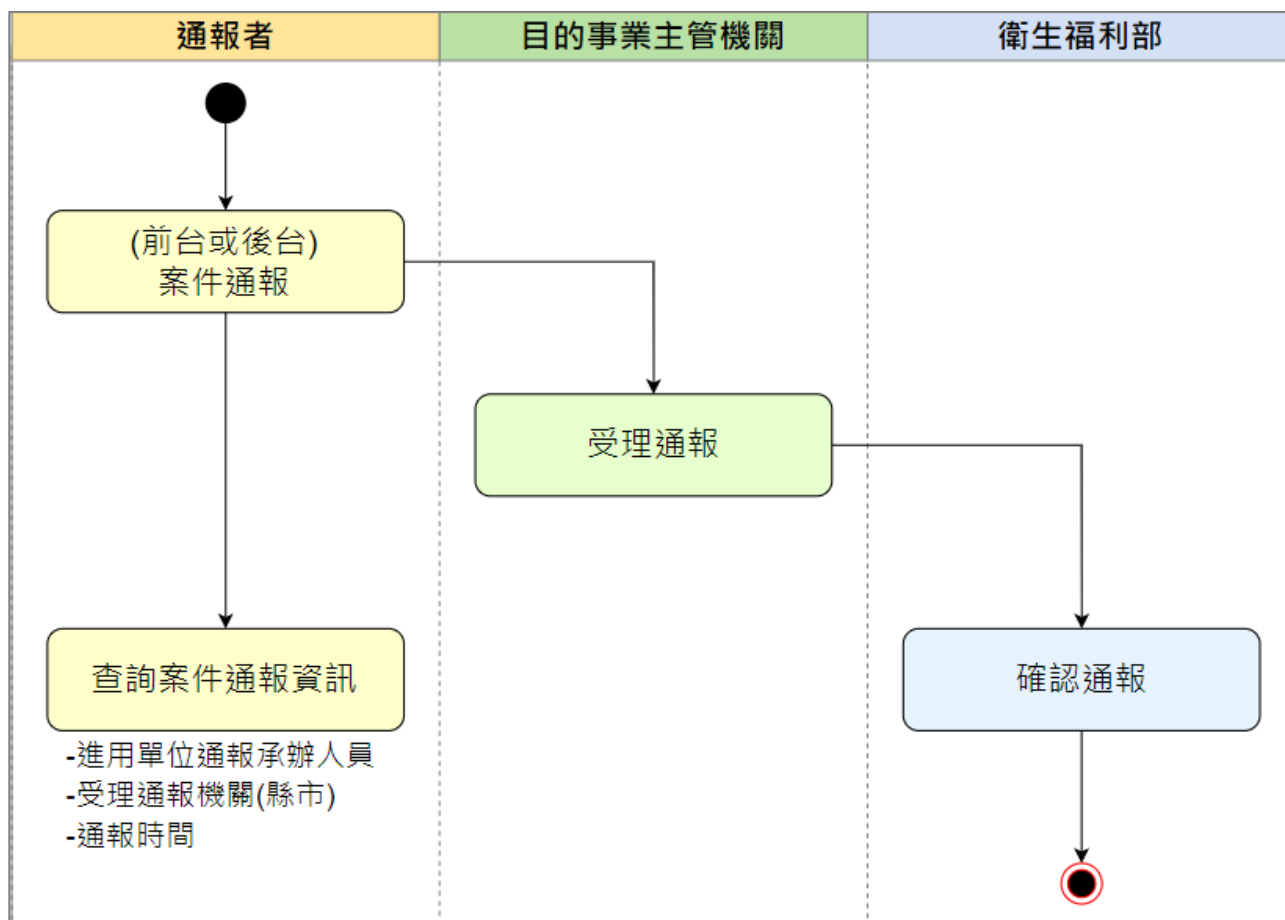 通報者
目的事業主管機關
衛生福利部
(前台或後台)
案件通報
受理通報
查詢案件通報資訊
確認通報
-進用單位通報承辦人員
-受理通報機關(縣市)
-通報時間